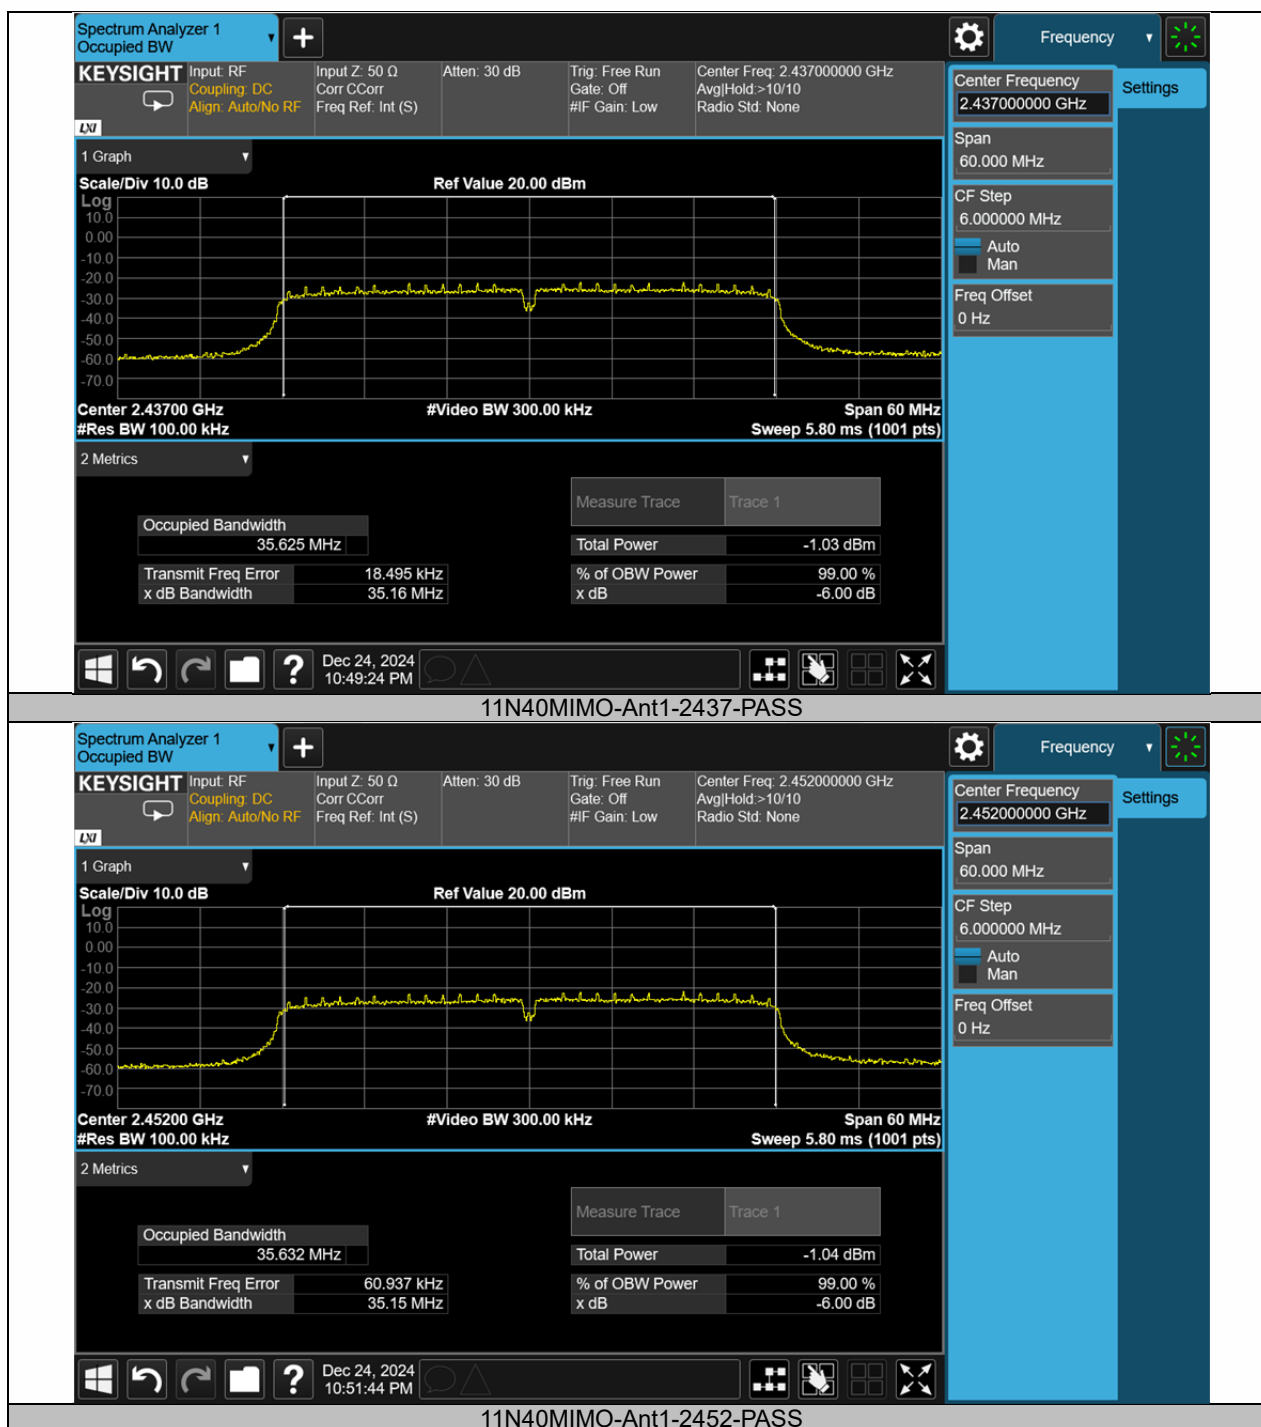 Spectrum Analyzer 1
Occupied BW
+
Frequency
KEYSIGHT
LXI
Input: RF
Coupling: DC
Align: Auto/No RF
Input Z: 50 Ω
Corr CCorr
Freq Ref: Int (S)
Atten: 30 dB
Trig: Free Run
Gate: Off
#IF Gain: Low
Center Freq: 2.437000000 GHz
Avg|Hold:>10/10
Radio Std: None
Center Frequency
2.437000000 GHz
Settings
Span
60.000 MHz
CF Step
6.000000 MHz
Auto
Man
Freq Offset
0 Hz
1 Graph
Scale/Div 10.0 dB
Ref Value 20.00 dBm
Log
10.0
0.00
-10.0
-20.0
-30.0
-40.0
-50.0
-60.0
-70.0
Center 2.43700 GHz
#Video BW 300.00 kHz
Span 60 MHz
#Res BW 100.00 kHz
Sweep 5.80 ms (1001 pts)
2 Metrics
Measure Trace
Trace 1
Occupied Bandwidth
35.625 MHz
Total Power
-1.03 dBm
Transmit Freq Error
18.495 kHz
% of OBW Power
99.00 %
x dB Bandwidth
35.16 MHz
x dB
-6.00 dB
?
Dec 24, 2024
10:49:24 PM
11N40MIMO-Ant1-2437-PASS
Spectrum Analyzer 1
Occupied BW
+
Frequency
KEYSIGHT
LXI
Input: RF
Coupling: DC
Align: Auto/No RF
Input Z: 50 Ω
Corr CCorr
Freq Ref: Int (S)
Atten: 30 dB
Trig: Free Run
Gate: Off
#IF Gain: Low
Center Freq: 2.452000000 GHz
Avg|Hold:>10/10
Radio Std: None
Center Frequency
2.452000000 GHz
Settings
Span
60.000 MHz
CF Step
6.000000 MHz
Auto
Man
Freq Offset
0 Hz
1 Graph
Scale/Div 10.0 dB
Ref Value 20.00 dBm
Log
10.0
0.00
-10.0
-20.0
-30.0
-40.0
-50.0
-60.0
-70.0
Center 2.45200 GHz
#Video BW 300.00 kHz
Span 60 MHz
#Res BW 100.00 kHz
Sweep 5.80 ms (1001 pts)
2 Metrics
Measure Trace
Trace 1
Occupied Bandwidth
35.632 MHz
Total Power
-1.04 dBm
Transmit Freq Error
60.937 kHz
% of OBW Power
99.00 %
x dB Bandwidth
35.15 MHz
x dB
-6.00 dB
?
Dec 24, 2024
10:51:44 PM
11N40MIMO-Ant1-2452-PASS